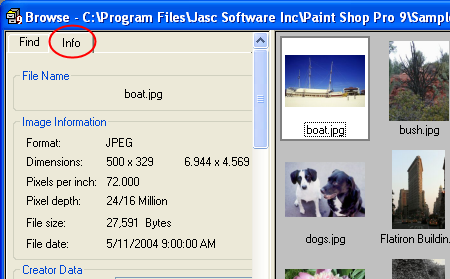 Browse - C:\Program Files\Jasc Software Inc\Paint Shop Pro 9\Sampl
Find
Info
File Name
boat.jpg
Image Information
Format: JPEG
Dimensions: 500 x 329 6.944 x 4.569
Pixels per inch: 72.000
Pixel depth: 24/16 Million
File size: 27,591 Bytes
File date: 5/11/2004 9:00:00 AM
Creator Data
boat.jpg
bush.jpg
dogs.jpg
Flatiron Buildin...